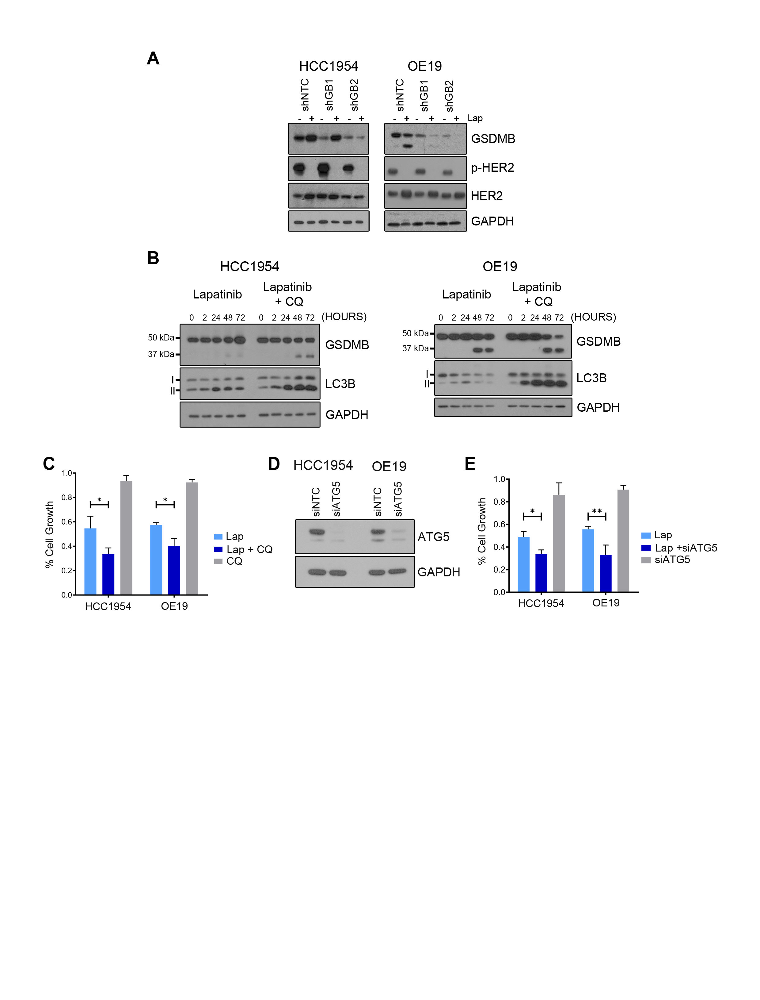 A
HCC1954 OE19
shNTC shGB1 shGB2 shNTC shGB1 shGB2
- + - + - + - + - + - + Lap
GSDMB
p-HER2
HER2
GAPDH
B
HCC1954 OE19
Lapatinib Lapatinib + CQ Lapatinib Lapatinib + CQ
0 2 24 48 72 0 2 24 48 72 (HOURS) 0 2 24 48 72 0 2 24 48 72 (HOURS)
50 kDa GSDMB 50 kDa GSDMB
37 kDa 37 kDa
I LC3B I LC3B
II II
GAPDH GAPDH
C
% Cell Growth
1.0
0.8
0.6
0.4
0.2
0.0
* *
HCC1954 OE19
Lap
Lap + CQ
CQ
D
HCC1954 OE19
siNTC siATG5 siNTC siATG5
ATG5
GAPDH
E
% Cell Growth
1.0
0.8
0.6
0.4
0.2
0.0
* **
HCC1954 OE19
Lap
Lap +siATG5
siATG5